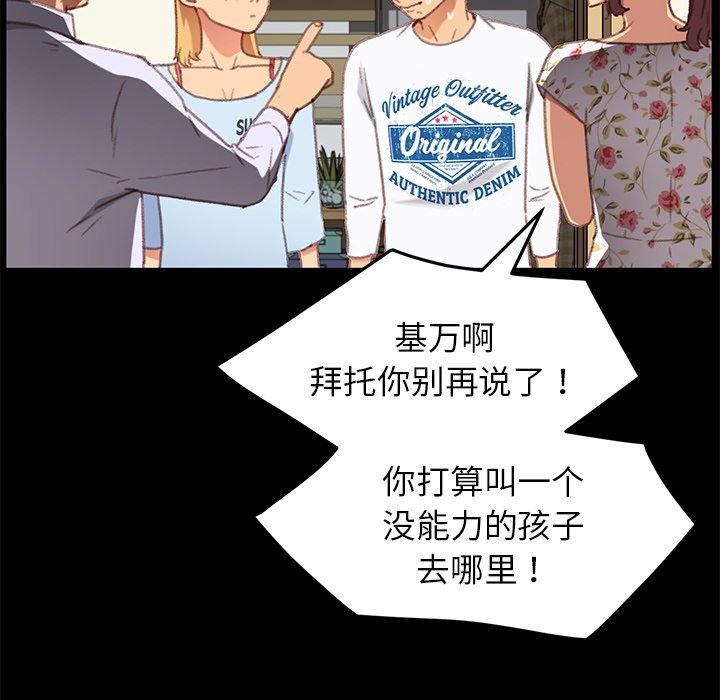 SU
Vintage Outfitter
Original
AUTHENTIC DENIM
基万啊
拜托你别再说了！
你打算叫一个
没能力的孩子
去哪里！